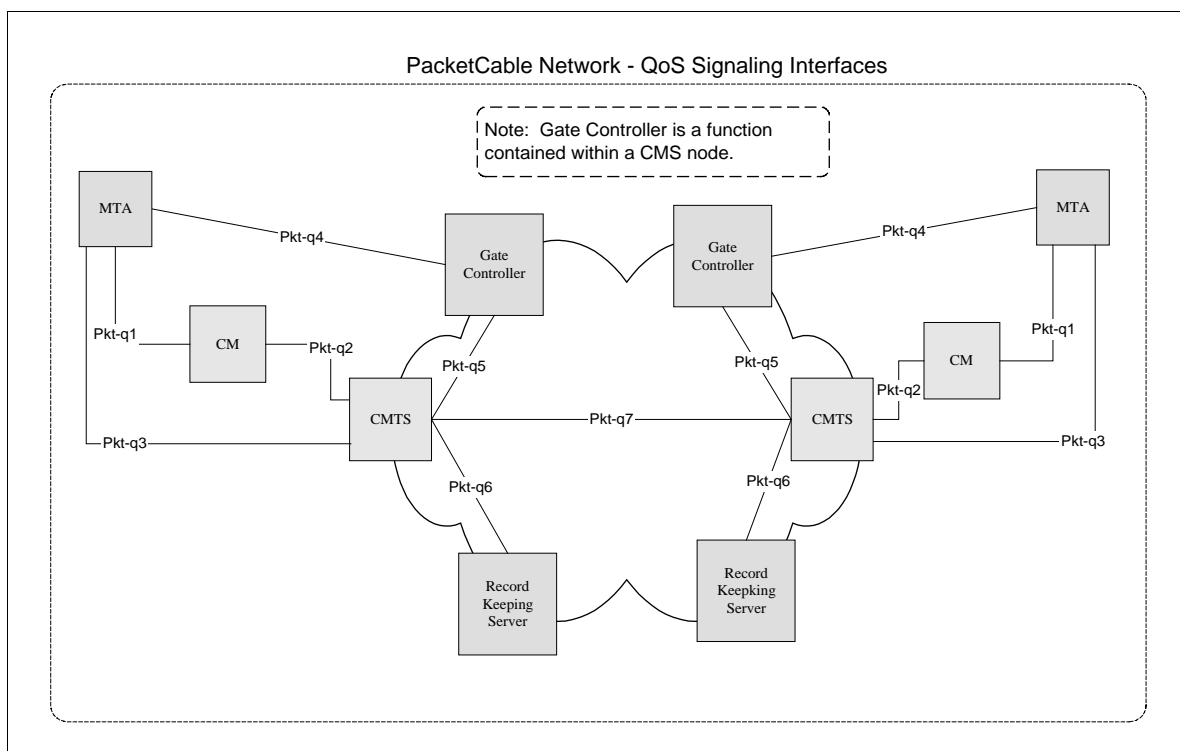 PacketCable Network - QoS Signaling Interfaces
Note: Gate Controller is a function
contained within a CMS node.
MTA
MTA
Pkt-q4
Pkt-q4
Gate
Controller
Gate
Controller
Pkt-q1
CM
Pkt-q2
Pkt-q5
Pkt-q5
Pkt-q2
CM
Pkt-q1
CMTS
Pkt-q7
CMTS
Pkt-q3
Pkt-q3
Pkt-q6
Pkt-q6
Record
Keeping
Server
Record
Keepking
Server